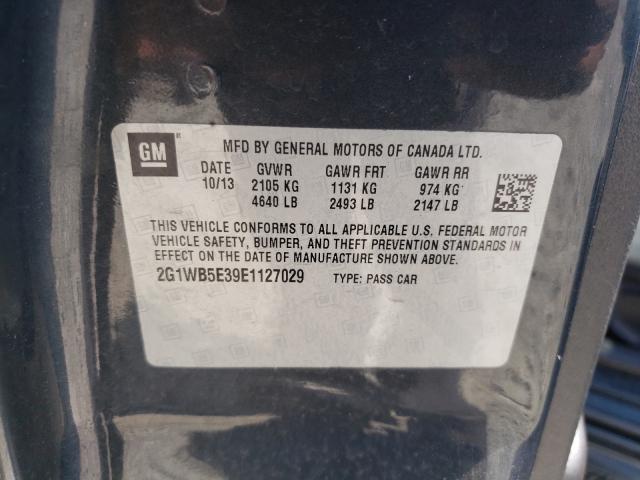 GM
MFD BY GENERAL MOTORS OF CANADA LTD.
DATE GVWR GAWR FRT GAWR RR
10/13 2105 KG 1131 KG 974 KG
4640 LB 2493 LB 2147 LB
THIS VEHICLE CONFORMS TO ALL APPLICABLE U.S. FEDERAL MOTOR
VEHICLE SAFETY, BUMPER, AND THEFT PREVENTION STANDARDS IN
EFFECT ON THE DATE OF MANUFACTURE SHOWN ABOVE.
2G1WB5E39E1127029 TYPE: PASS CAR